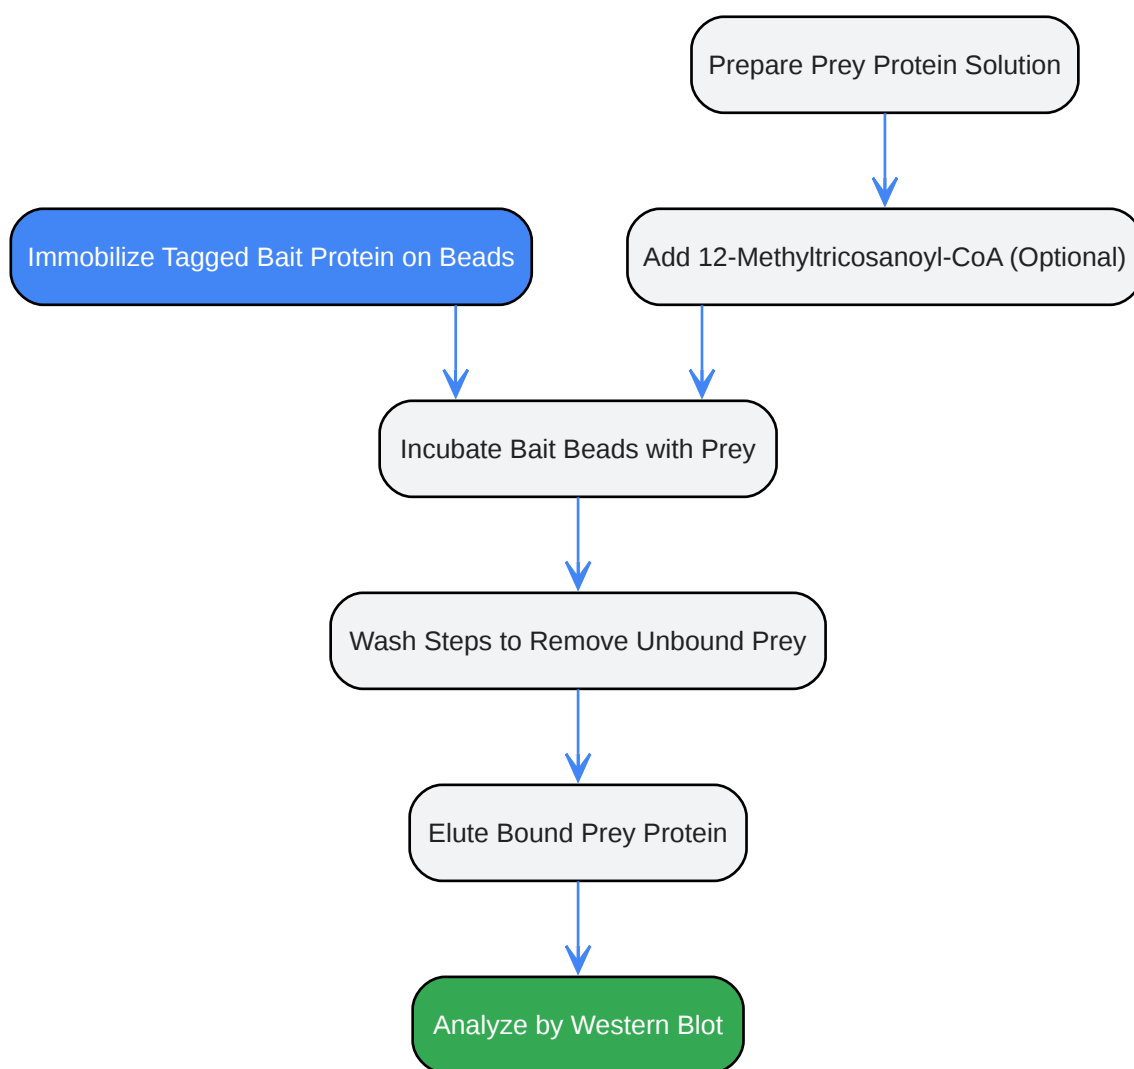 Prepare Prey Protein Solution
Immobilize Tagged Bait Protein on Beads
Add 12-Methyltricosanoyl-CoA (Optional)
Incubate Bait Beads with Prey
Wash Steps to Remove Unbound Prey
Elute Bound Prey Protein
Analyze by Western Blot